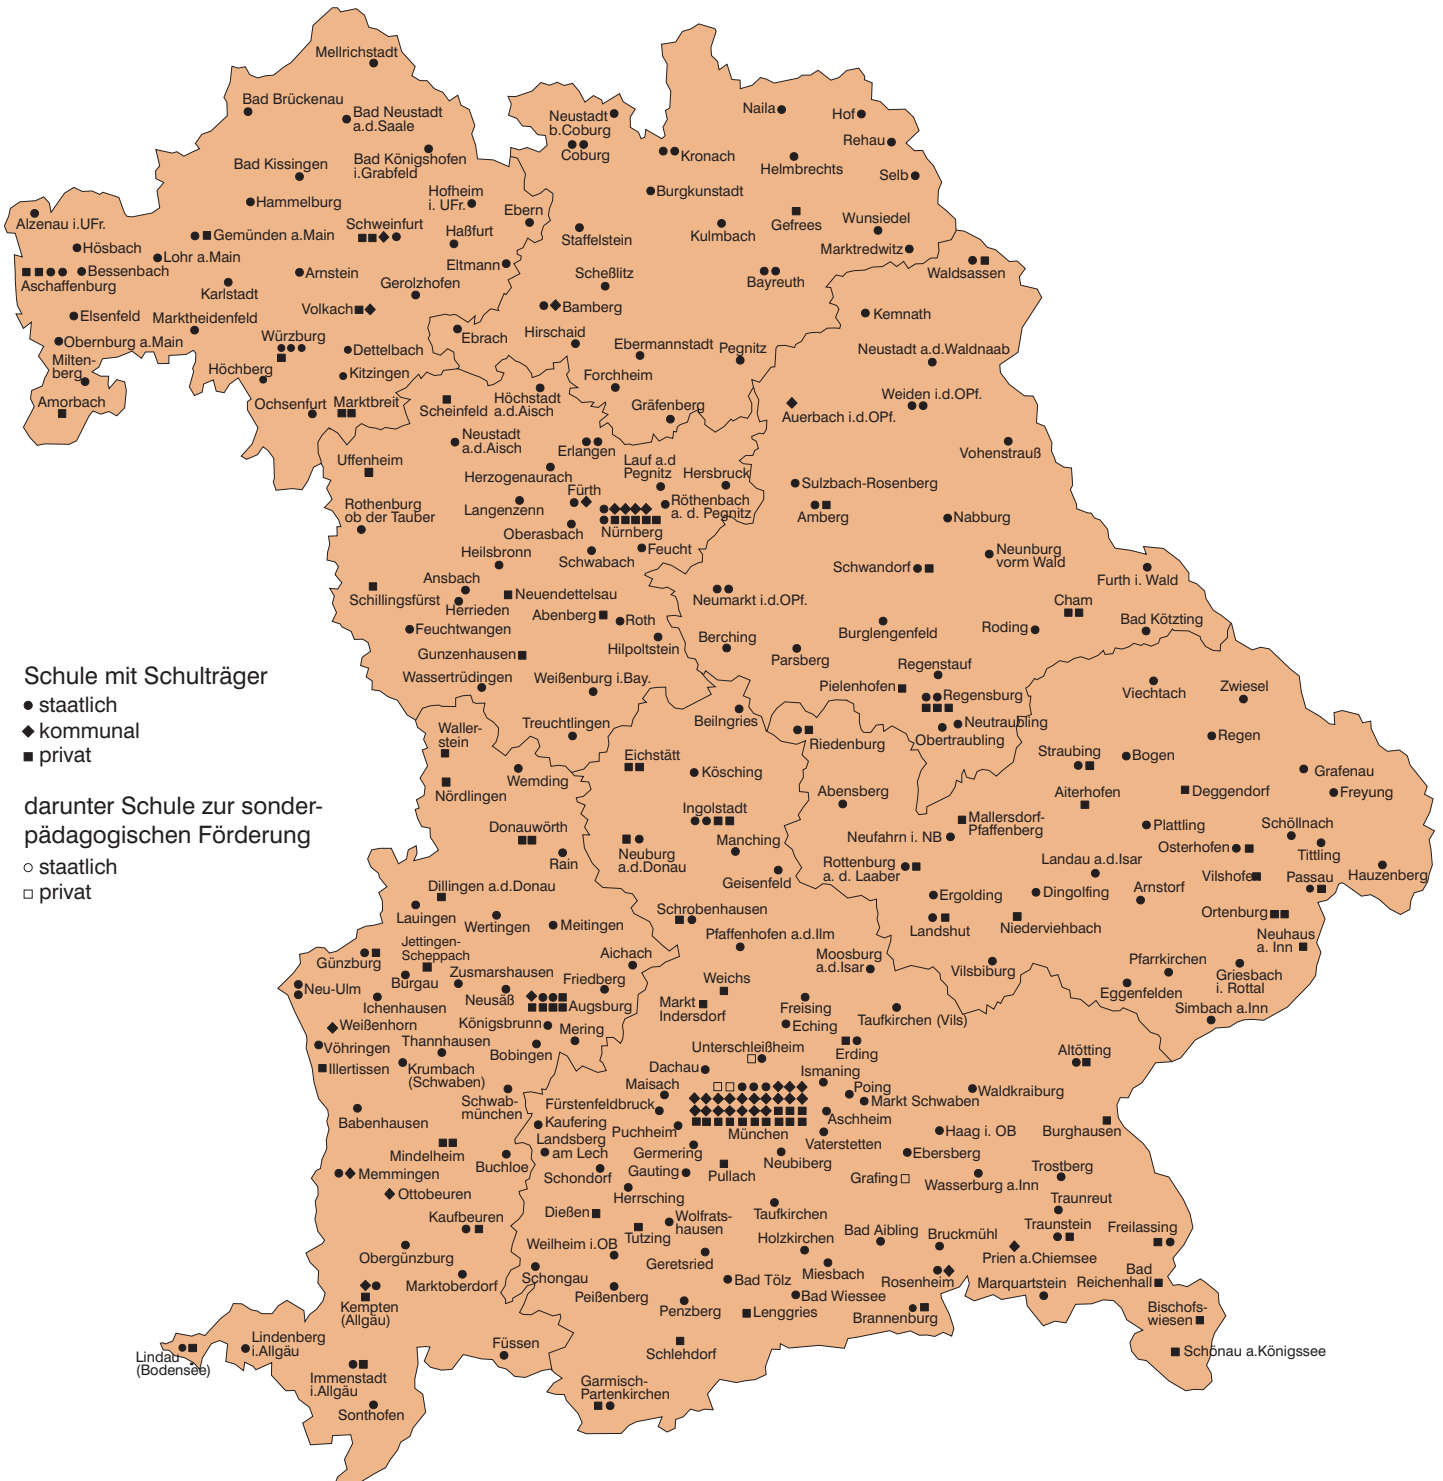 Mellrichstadt
Bad Brückenau
Bad Neustadt
a.d.Saale
Neustadt
b.Coburg
Coburg
Naila
Hof
Rehau
Kronach
Helmbrechts
Selb
Bad Kissingen
Bad Königshofen
i.Grabfeld
Hofheim
i. UFr.
Burgkunstadt
Hammelburg
Ebern
Gefrees
Wunsiedel
Alzenau i.UFr.
Gemünden a.Main
Schweinfurt
Haßfurt
Staffelstein
Kulmbach
Marktredwitz
Hösbach
Lohr a.Main
Eltmann
Waldsassen
Bessenbach
Aschaffenburg
Arnstein
Scheßlitz
Bayreuth
Karlstadt
Gerolzhofen
Volkach
Bamberg
Kemnath
Elsenfeld
Marktheidenfeld
Würzburg
Ebrach
Hirschaid
Obernburg a.Main
Dettelbach
Ebermannstadt
Pegnitz
Neustadt a.d.Waldnaab
Milten-
berg
Höchberg
Kitzingen
Forchheim
Amorbach
Ochsenfurt
Marktbreit
Scheinfeld
Höchstadt
a.d.Aisch
Gräfenberg
Auerbach i.d.OPf.
Weiden i.d.OPf.
Neustadt
a.d.Aisch
Erlangen
Vohenstrauß
Uffenheim
Herzogenaurach
Lauf a.d
Pegnitz
Hersbruck
Sulzbach-Rosenberg
Fürth
Rothenburg
ob der Tauber
Langenzenn
Röthenbach
a. d. Pegnitz
Amberg
Nabburg
Oberasbach
Nürnberg
Heilsbronn
Schwabach
Feucht
Neunburg
vorm Wald
Schwandorf
Furth i. Wald
Ansbach
Schillingsfürst
Herrieden
Neuendettelsau
Neumarkt i.d.OPf.
Cham
Abenberg
Roth
Bad Kötzting
Feuchtwangen
Hilpoltstein
Berching
Burglengenfeld
Roding
Gunzenhausen
Parsberg
Regenstauf
Schule mit Schulträger
staatlich
kommunal
privat
darunter Schule zur sonder-
pädagogischen Förderung
staatlich
privat
Wassertrüdingen
Weißenburg i.Bay.
Pielenhofen
Regensburg
Viechtach
Zwiesel
Treuchtlingen
Beilngries
Neutraubling
Obertraubling
Waller-
stein
Riedenburg
Regen
Eichstätt
Straubing
Bogen
Wemding
Kösching
Grafenau
Nördlingen
Abensberg
Aiterhofen
Deggendorf
Freyung
Ingolstadt
Mallersdorf-
Pfaffenberg
Donauwörth
Neufahrn i. NB
Plattling
Schöllnach
Manching
Neuburg
a.d.Donau
Osterhofen
Tittling
Rain
Rottenburg
a. d. Laaber
Landau a.d.Isar
Geisenfeld
Vilshofen
Passau
Hauzenberg
Dillingen a.d.Donau
Ergolding
Dingolfing
Arnstorf
Lauingen
Schrobenhausen
Ortenburg
Wertingen
Meitingen
Landshut
Niederviehbach
Pfaffenhofen a.d.Ilm
Neuhaus
a. Inn
Jettingen-
Scheppach
Aichach
Moosburg
a.d.Isar
Günzburg
Vilsbiburg
Pfarrkirchen
Zusmarshausen
Friedberg
Weichs
Griesbach
i. Rottal
Burgau
Neu-Ulm
Eggenfelden
Ichenhausen
Neusäß
Augsburg
Markt
Indersdorf
Freising
Taufkirchen (Vils)
Simbach a.Inn
Weißenhorn
Königsbrunn
Mering
Eching
Thannhausen
Vöhringen
Bobingen
Unterschleißheim
Erding
Altötting
Illertissen
Krumbach
(Schwaben)
Dachau
Ismaning
Maisach
Poing
Waldkraiburg
Schwab-
münchen
Fürstenfeldbruck
Markt Schwaben
Babenhausen
Kaufering
Puchheim
München
Aschheim
Haag i. OB
Burghausen
Landsberg
am Lech
Vaterstetten
Mindelheim
Germering
Neubiberg
Ebersberg
Buchloe
Schondorf
Gauting
Pullach
Grafing
Wasserburg a.Inn
Trostberg
Memmingen
Ottobeuren
Herrsching
Traunreut
Dießen
Wolfrats-
hausen
Taufkirchen
Kaufbeuren
Tutzing
Bad Aibling
Bruckmühl
Traunstein
Freilassing
Weilheim i.OB
Holzkirchen
Obergünzburg
Geretsried
Prien a.Chiemsee
Schongau
Miesbach
Marktoberdorf
Bad Tölz
Rosenheim
Marquartstein
Bad
Reichenhall
Peißenberg
Bad Wiessee
Kempten
(Allgäu)
Penzberg
Lenggries
Brannenburg
Bischofs-
wiesen
Lindenberg
i.Allgäu
Füssen
Schlehdorf
Schönau a.Königssee
Lindau
(Bodensee)
Immenstadt
i.Allgäu
Garmisch-
Partenkirchen
Sonthofen